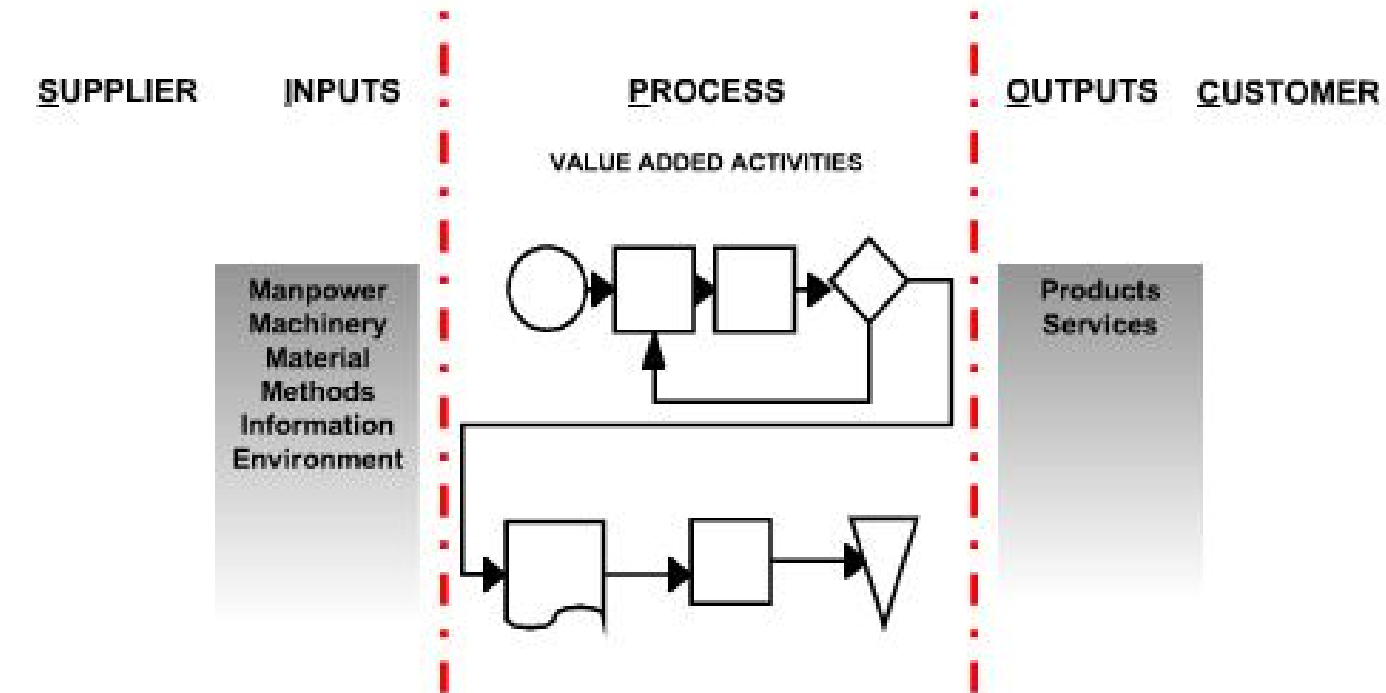 SUPPLIER INPUTS PROCESS OUTPUTS CUSTOMER
VALUE ADDED ACTIVITIES
Manpower
Machinery
Material
Methods
Information
Environment
Products
Services